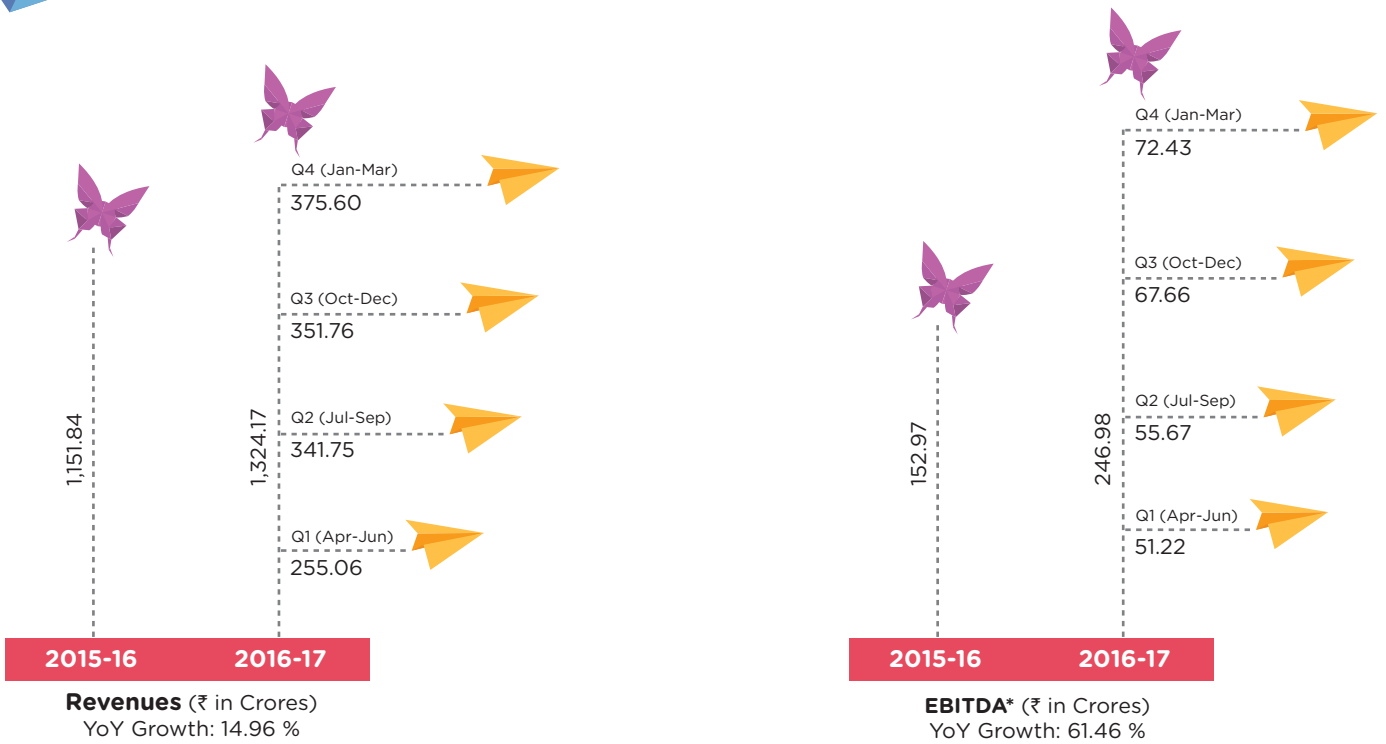 1,151.84
1,324.17
Q4 (Jan-Mar)
375.60
Q3 (Oct-Dec)
351.76
Q2 (Jul-Sep)
341.75
Q1 (Apr-Jun)
255.06
2015-16
2016-17
Revenues (₹ in Crores)
YoY Growth: 14.96 %
152.97
246.98
Q4 (Jan-Mar)
72.43
Q3 (Oct-Dec)
67.66
Q2 (Jul-Sep)
55.67
Q1 (Apr-Jun)
51.22
2015-16
2016-17
EBITDA* (₹ in Crores)
YoY Growth: 61.46 %